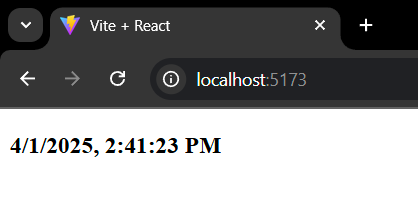 Vite + React
localhost:5173
4/1/2025, 2:41:23 PM